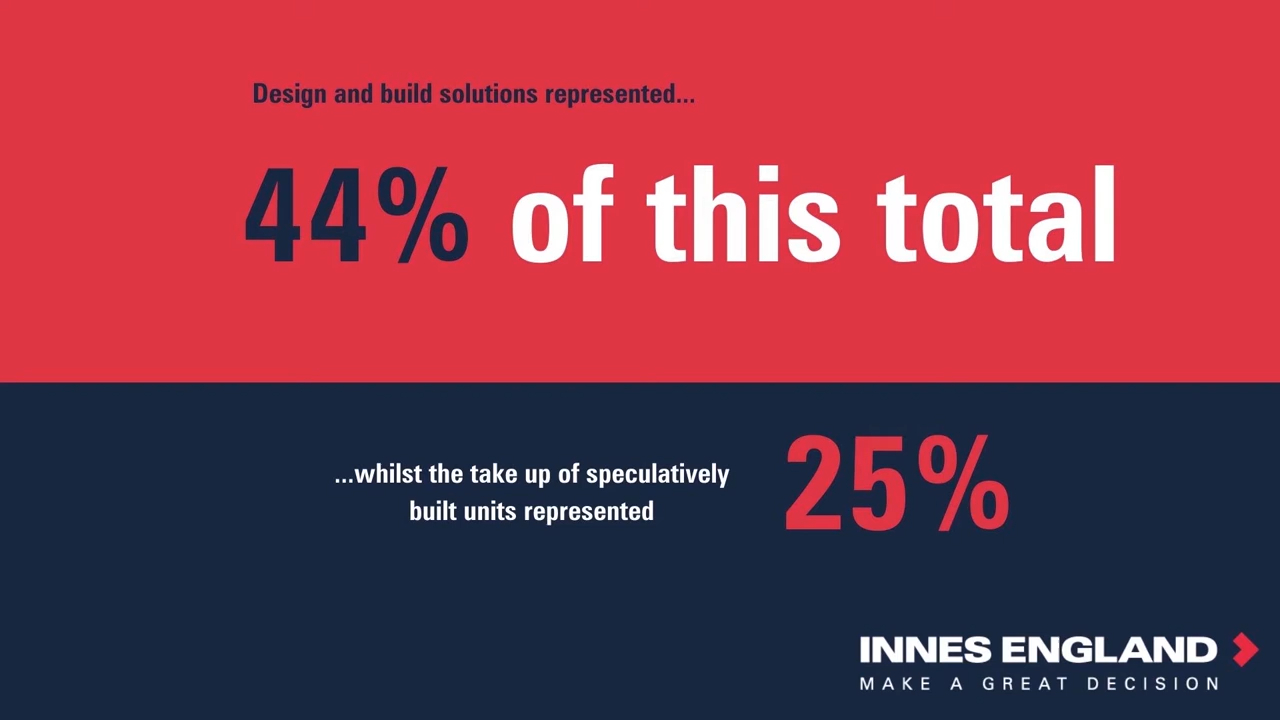 Design and build solutions represented...
44% of this total
...whilst the take up of speculatively
built units represented
25%
INNES ENGLAND
MAKE A GREAT DECISION